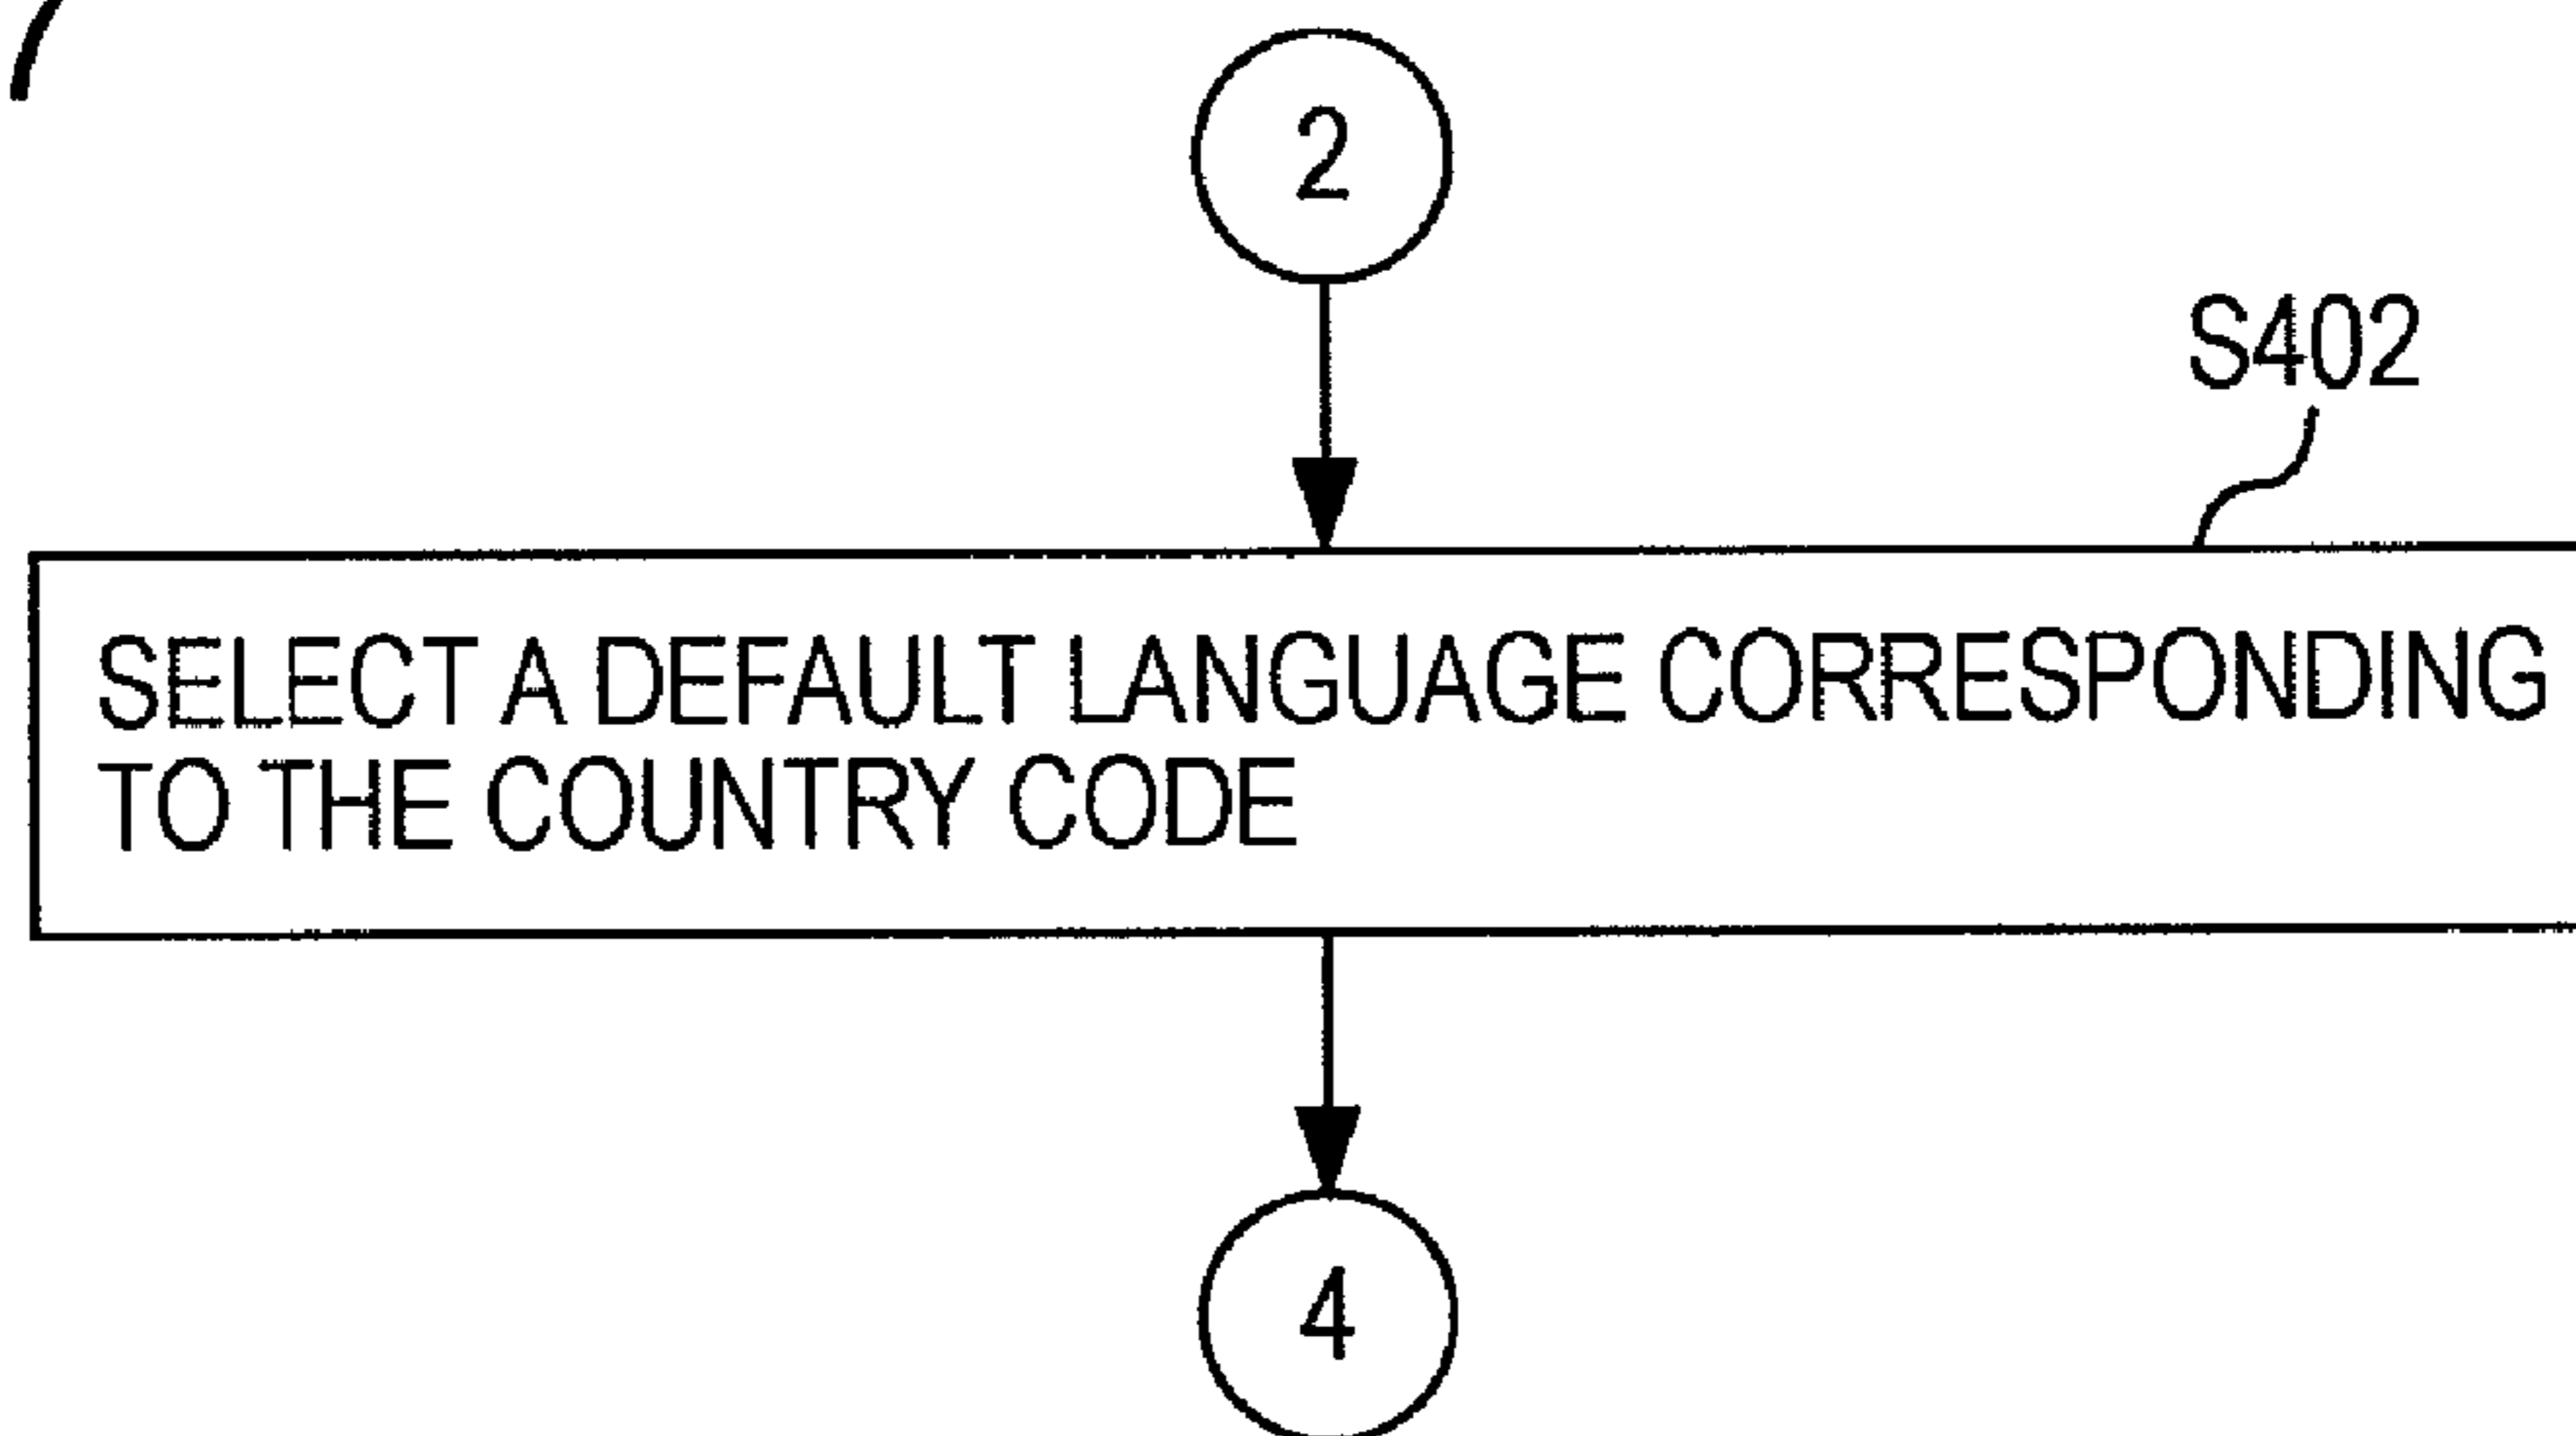 2
S402
SELECT A DEFAULT LANGUAGE CORRESPONDING
TO THE COUNTRY CODE
4